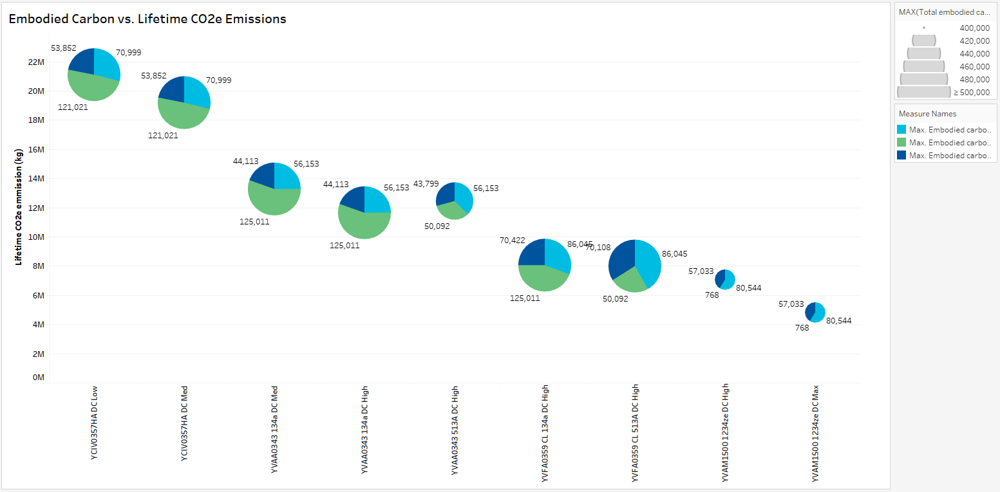 Embodied Carbon vs. Lifetime CO2e Emissions
Lifetime CO2e emmission (kg)
22M
20M
18M
16M
14M
12M
10M
8M
6M
4M
2M
0M
53,852
70,999
121,021
53,852
70,999
121,021
44,113
56,153
125,011
44,113
56,153
125,011
43,799
56,153
50,092
70,422
86,045
125,011
70,108
86,045
50,092
57,033
80,544
768
57,033
80,544
768
YCIV0357HA DC Low
YCIV0357HA DC Med
YVAA0343 134a DC Med
YVAA0343 134a DC High
YVAA0343 513A DC High
YVFA0359 CL 134a DC High
YVFA0359 CL 513A DC High
YVAM1500 1234ze DC High
YVAM1500 1234ze DC Max
MAX(Total embodied ca...
400,000
420,000
440,000
460,000
480,000
≥ 500,000
Measure Names
Max. Embodied carbo..
Max. Embodied carbo..
Max. Embodied carbo..